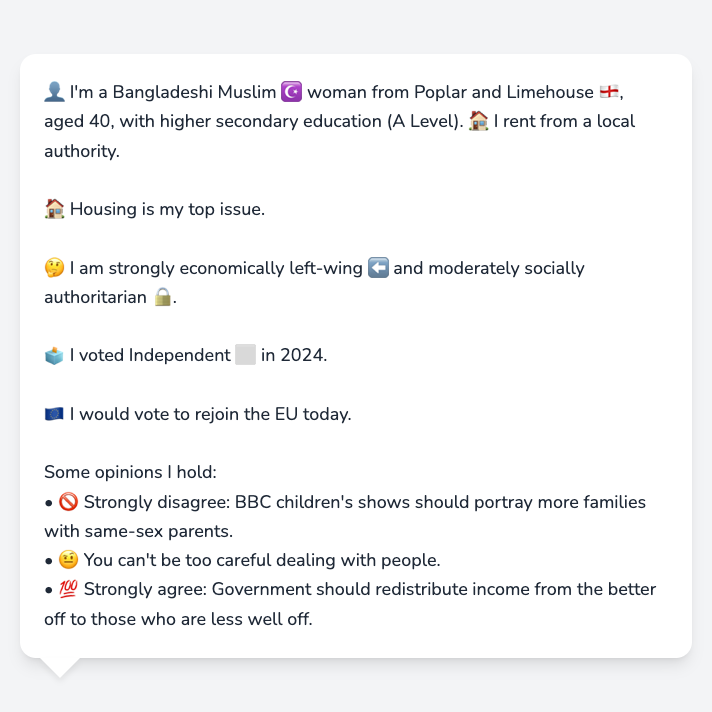 👤 I'm a Bangladeshi Muslim ☪️ woman from Poplar and Limehouse 🏴󠁧󠁢󠁥󠁮󠁧󠁿,
aged 40, with higher secondary education (A Level). 🏠 I rent from a local
authority.
🏠 Housing is my top issue.
🤔 I am strongly economically left-wing ⬅️ and moderately socially
authoritarian 🔒.
🗳️ I voted Independent ⬜ in 2024.
🇪🇺 I would vote to rejoin the EU today.
Some opinions I hold:
• 🚫 Strongly disagree: BBC children's shows should portray more families
with same-sex parents.
• 🤨 You can't be too careful dealing with people.
• 💯 Strongly agree: Government should redistribute income from the better
off to those who are less well off.